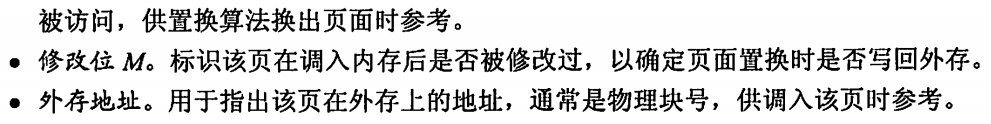 被访问，供置换算法换出页面时参考。
● 修改位 M。标识该页在调入内存后是否被修改过，以确定页面置换时是否写回外存。
● 外存地址。用于指出该页在外存上的地址，通常是物理块号，供调入该页时参考。